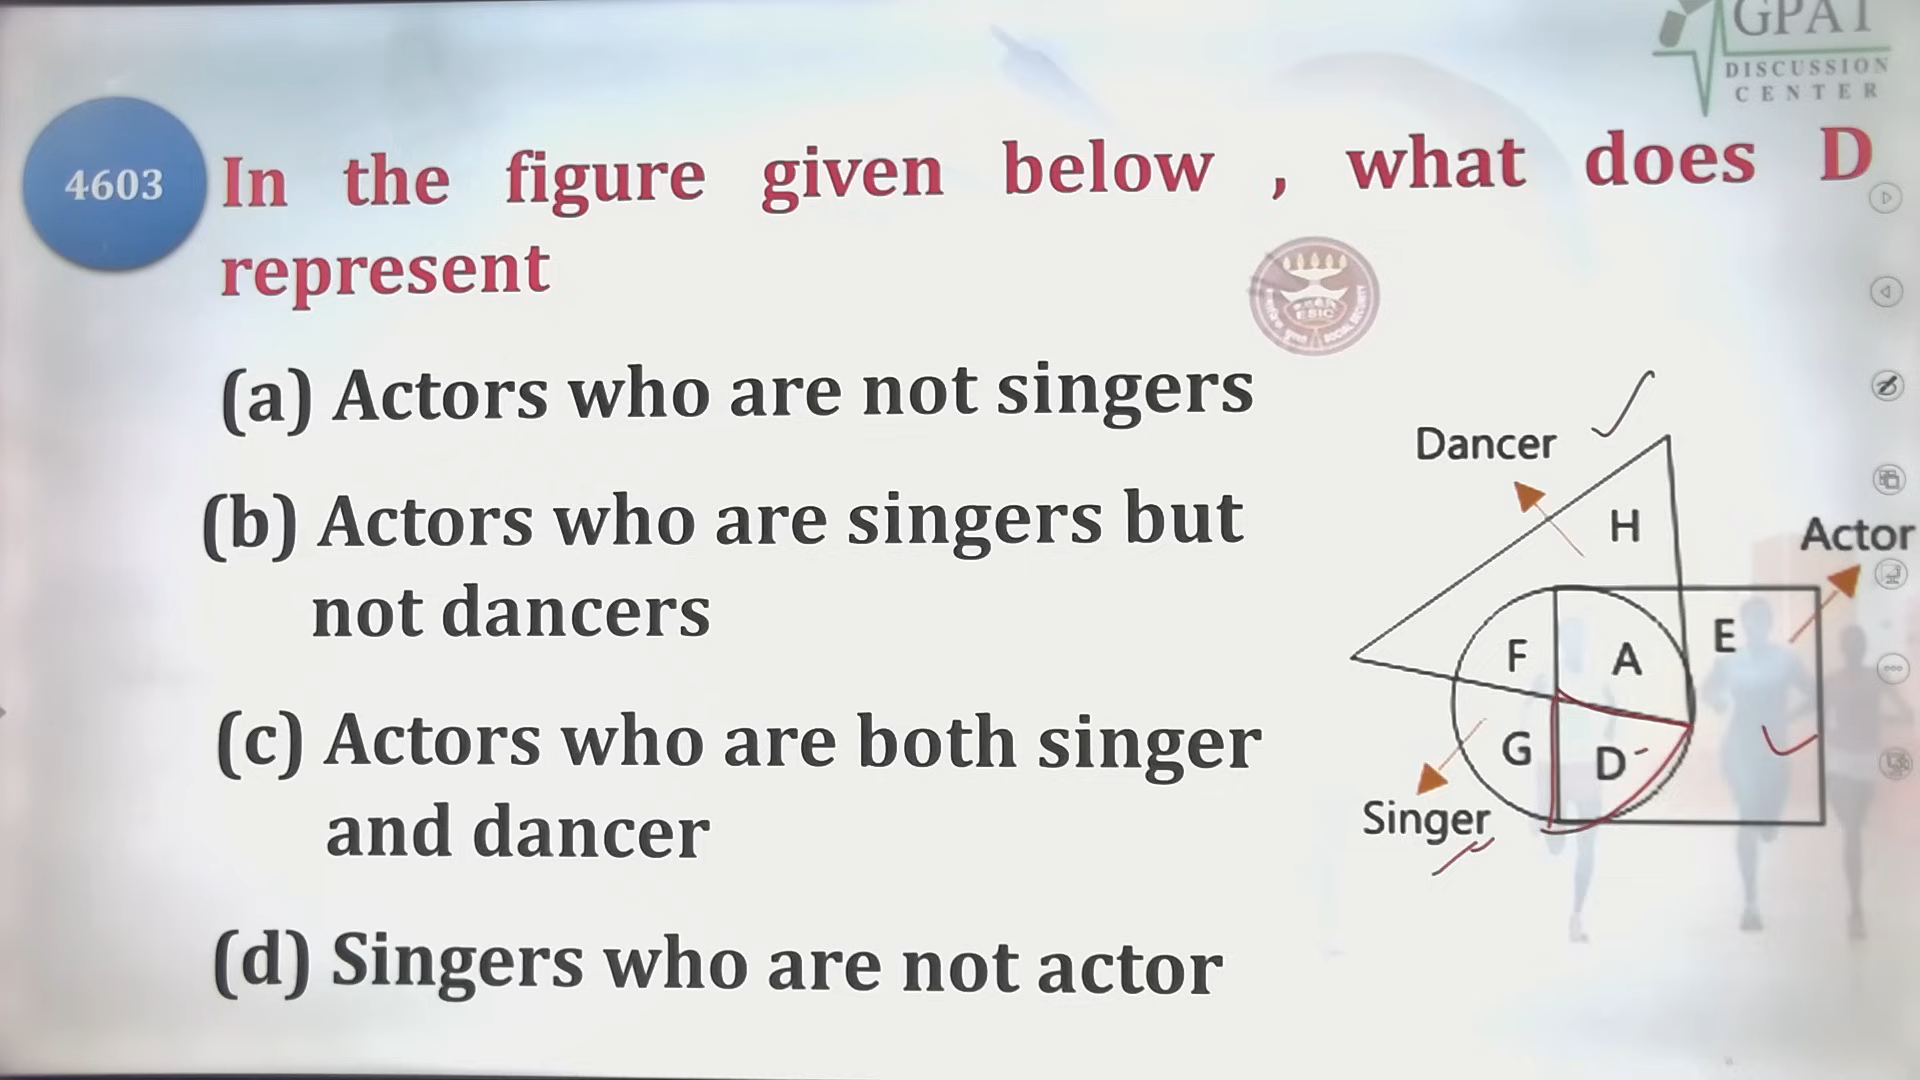 GPAT
DISCUSSION
CENTER
4603
In the figure given below , what does D
represent
ESIC
(a) Actors who are not singers
(b) Actors who are singers but
not dancers
(c) Actors who are both singer
and dancer
(d) Singers who are not actor
Dancer
H
Actor
F
A
E
G
D
Singer